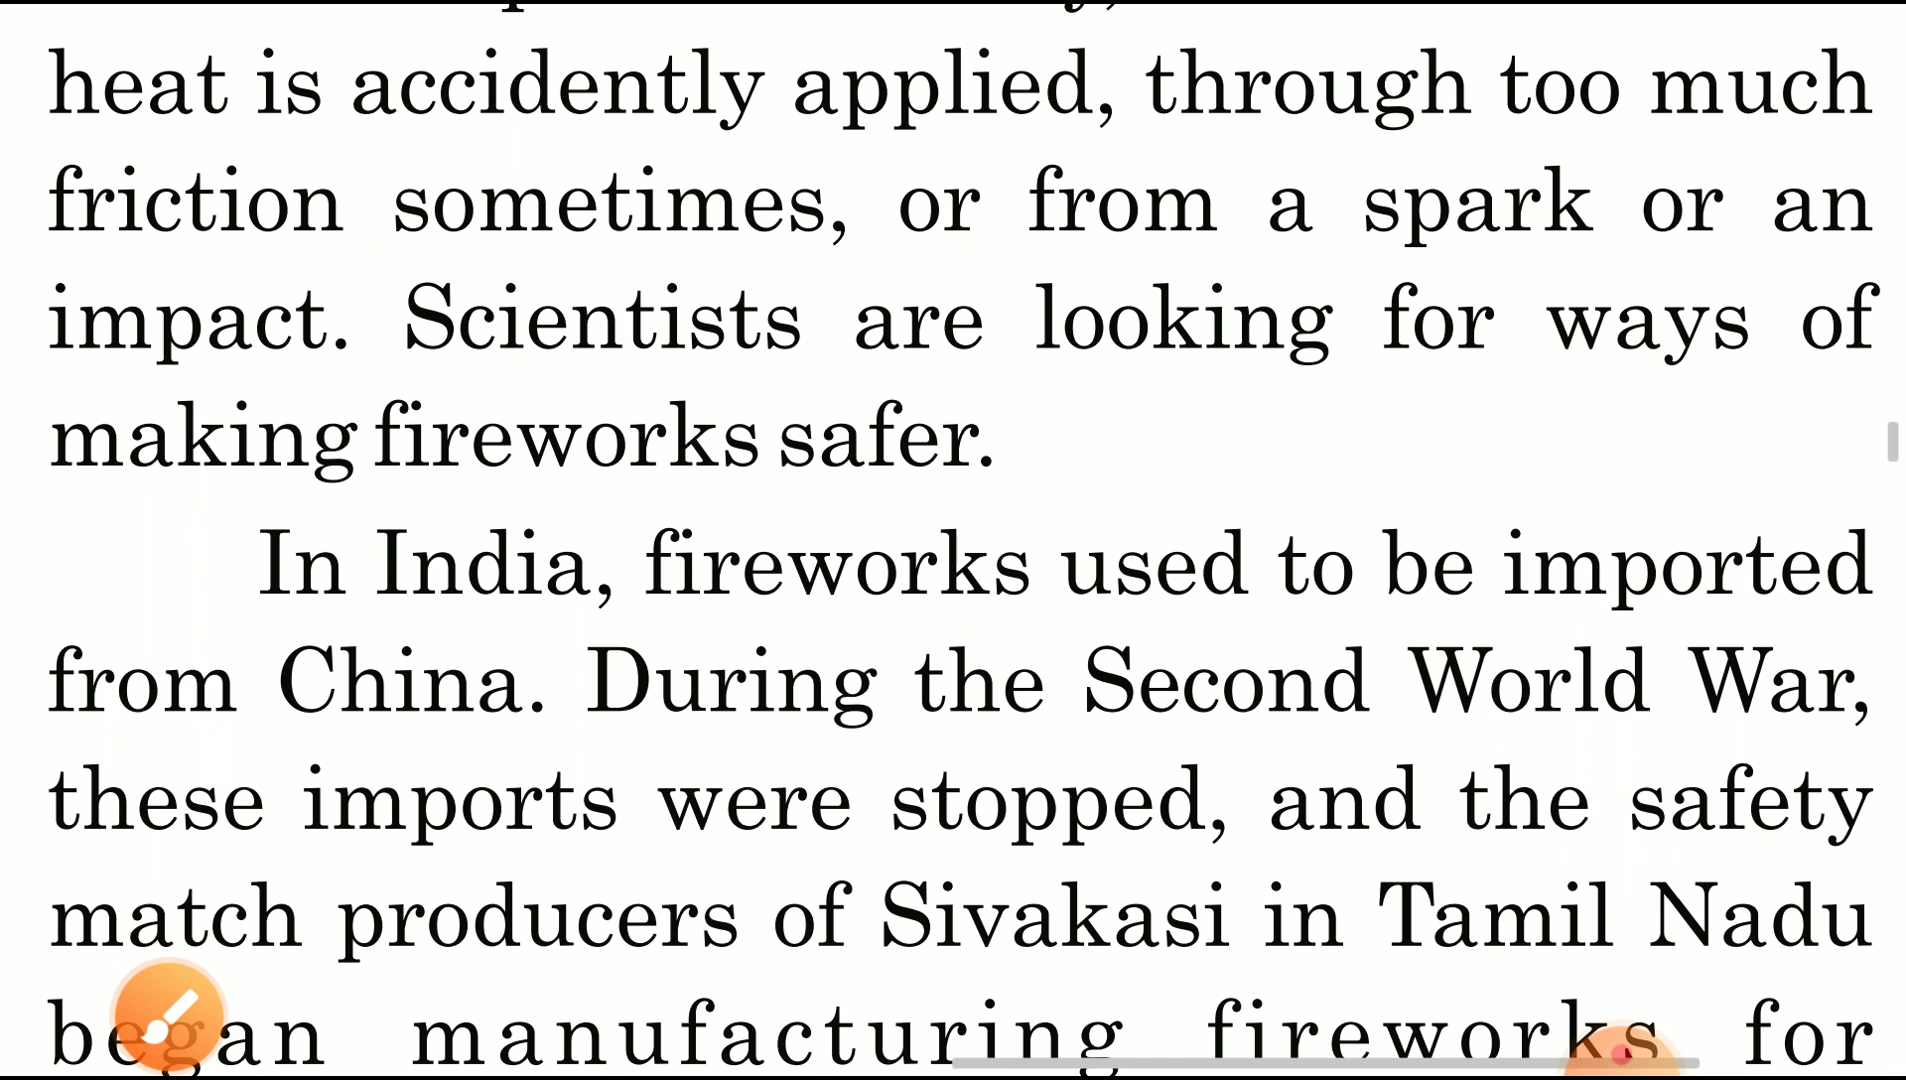 heat is accidently applied, through too much
friction sometimes, or from a spark or an
impact. Scientists are looking for ways of
making fireworks safer.
In India, fireworks used to be imported
from China. During the Second World War,
these imports were stopped, and the safety
match producers of Sivakasi in Tamil Nadu
began manufacturing fireworks for